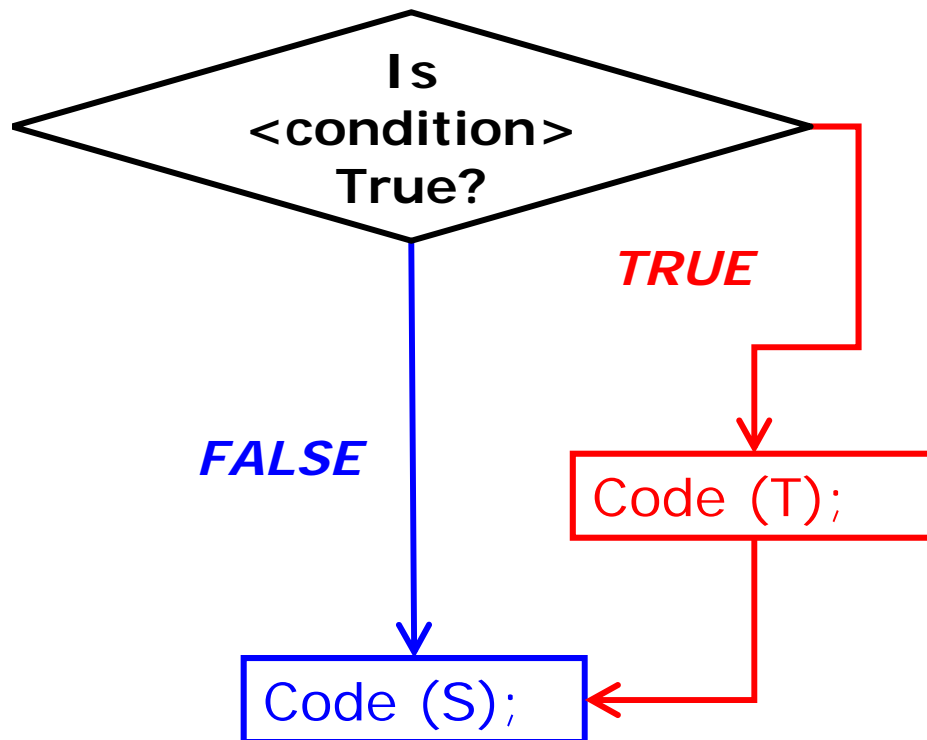 Is
<condition>
True?
TRUE
FALSE
Code (T);
Code (S);